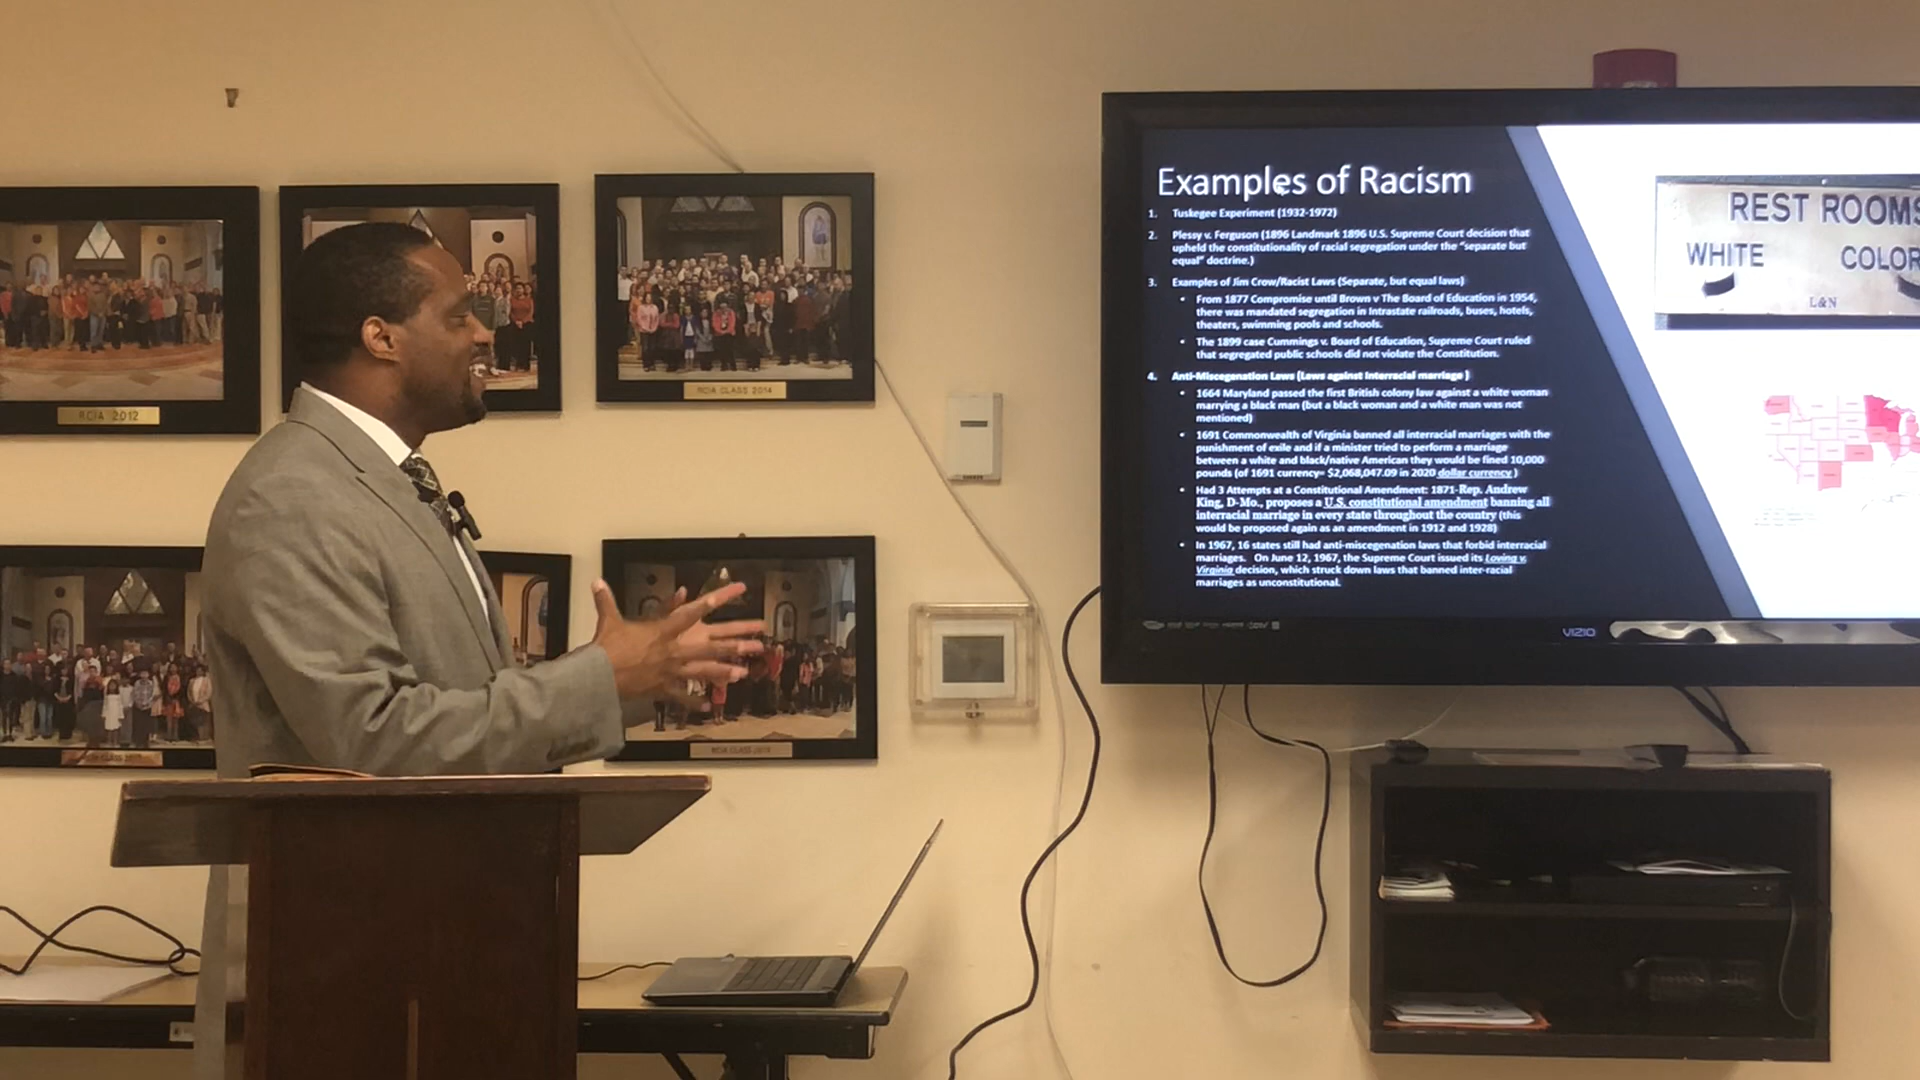 Examples of Racism
1. Tuskegee Experiment (1932-1972)
2. Plessy v. Ferguson (1896 Landmark 1896 U.S. Supreme Court decision that
upheld the constitutionality of racial segregation under the "separate but
equal" doctrine.)
3. Examples of Jim Crow/Racist Laws (Separate, but equal laws)
• From 1877 Compromise until Brown v The Board of Education in 1954,
there was mandated segregation in Intrastate railroads, buses, hotels,
theaters, swimming pools and schools.
• The 1899 case Cummings v. Board of Education, Supreme Court ruled
that segregated public schools did not violate the Constitution.
4. Anti-Miscegenation Laws (Laws against Interracial marriage )
• 1664 Maryland passed the first British colony law against a white woman
marrying a black man (but a black woman and a white man was not
mentioned)
• 1691 Commonwealth of Virginia banned all interracial marriages with the
punishment of exile and if a minister tried to perform a marriage
between a white and black/native American they would be fined 10,000
pounds (of 1691 currency= $2,068,047.09 in 2020 dollar currency )
• Had 3 Attempts at a Constitutional Amendment: 1871-Rep. Andrew
King, D-Mo., proposes a U.S. constitutional amendment banning all
interracial marriage in every state throughout the country (this
would be proposed again as an amendment in 1912 and 1928)
• In 1967, 16 states still had anti-miscegenation laws that forbid interracial
marriages. On June 12, 1967, the Supreme Court issued its Loving v.
Virginia decision, which struck down laws that banned inter-racial
marriages as unconstitutional.
REST ROOMS
WHITE COLOR
L&N
VIZIO
RCIA 2012
RCIA CLASS 2014